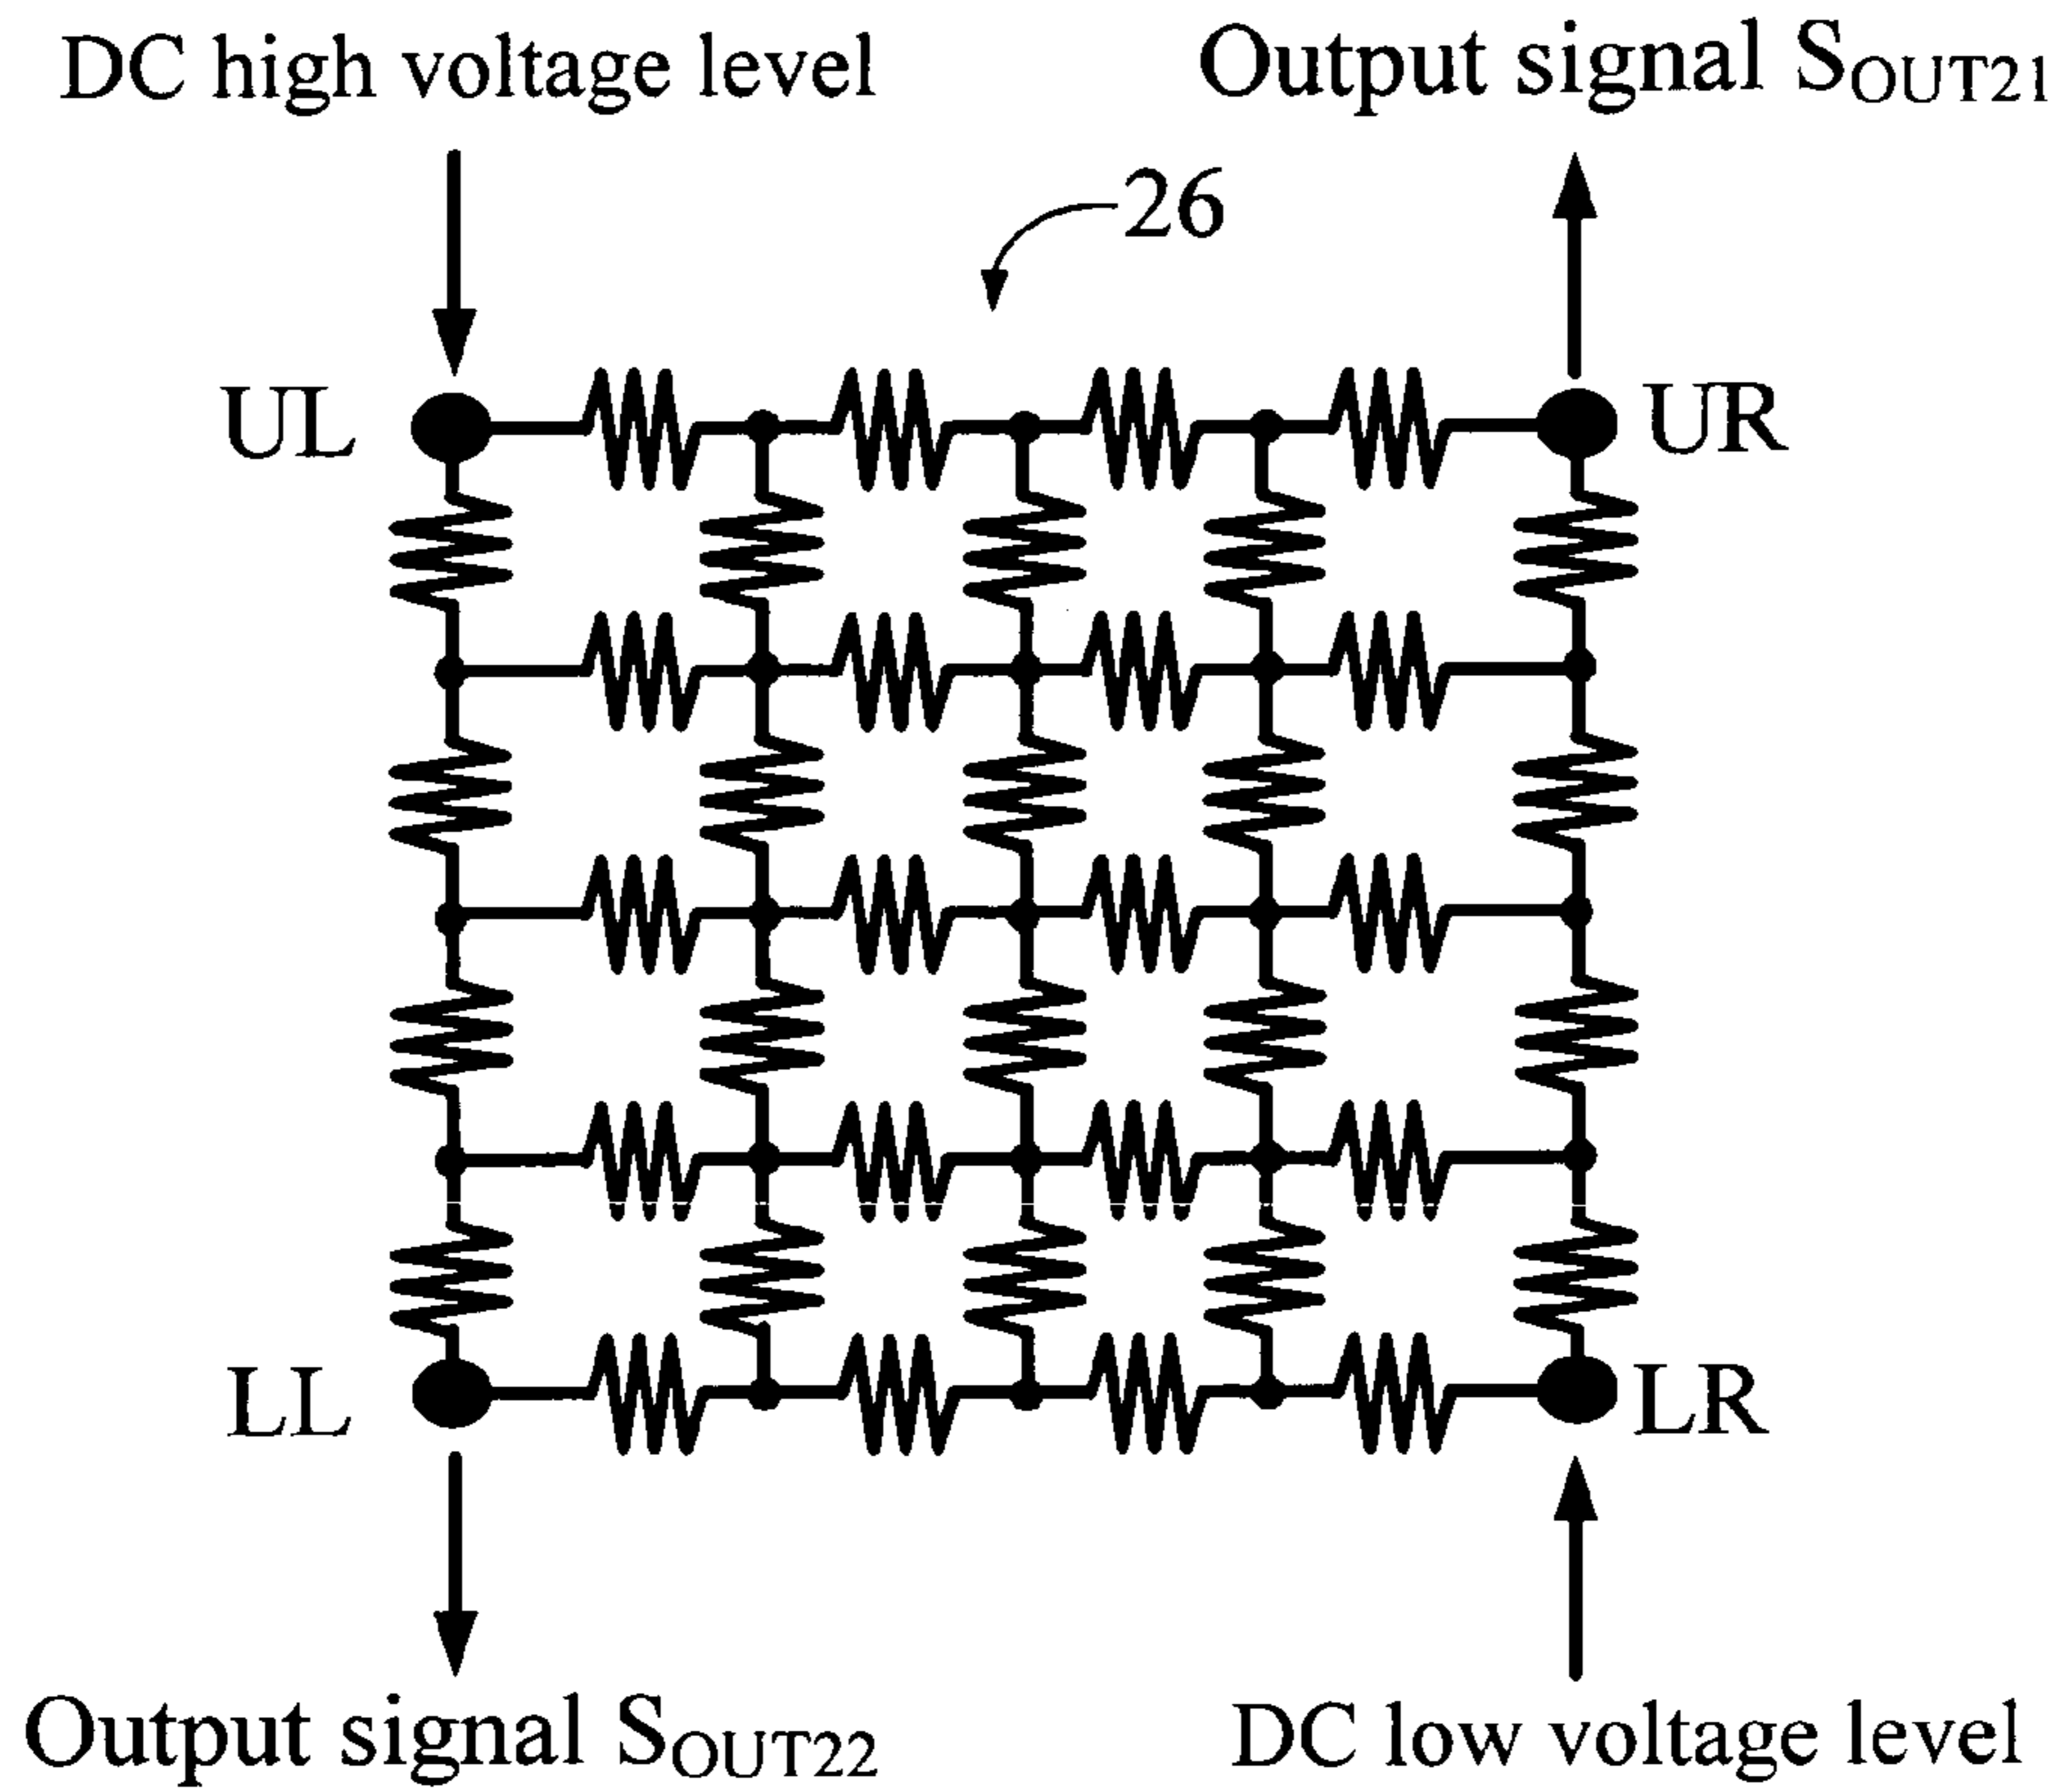 DC high voltage level
Output signal SOUT21
26
UL
UR
LL
LR
Output signal SOUT22
DC low voltage level